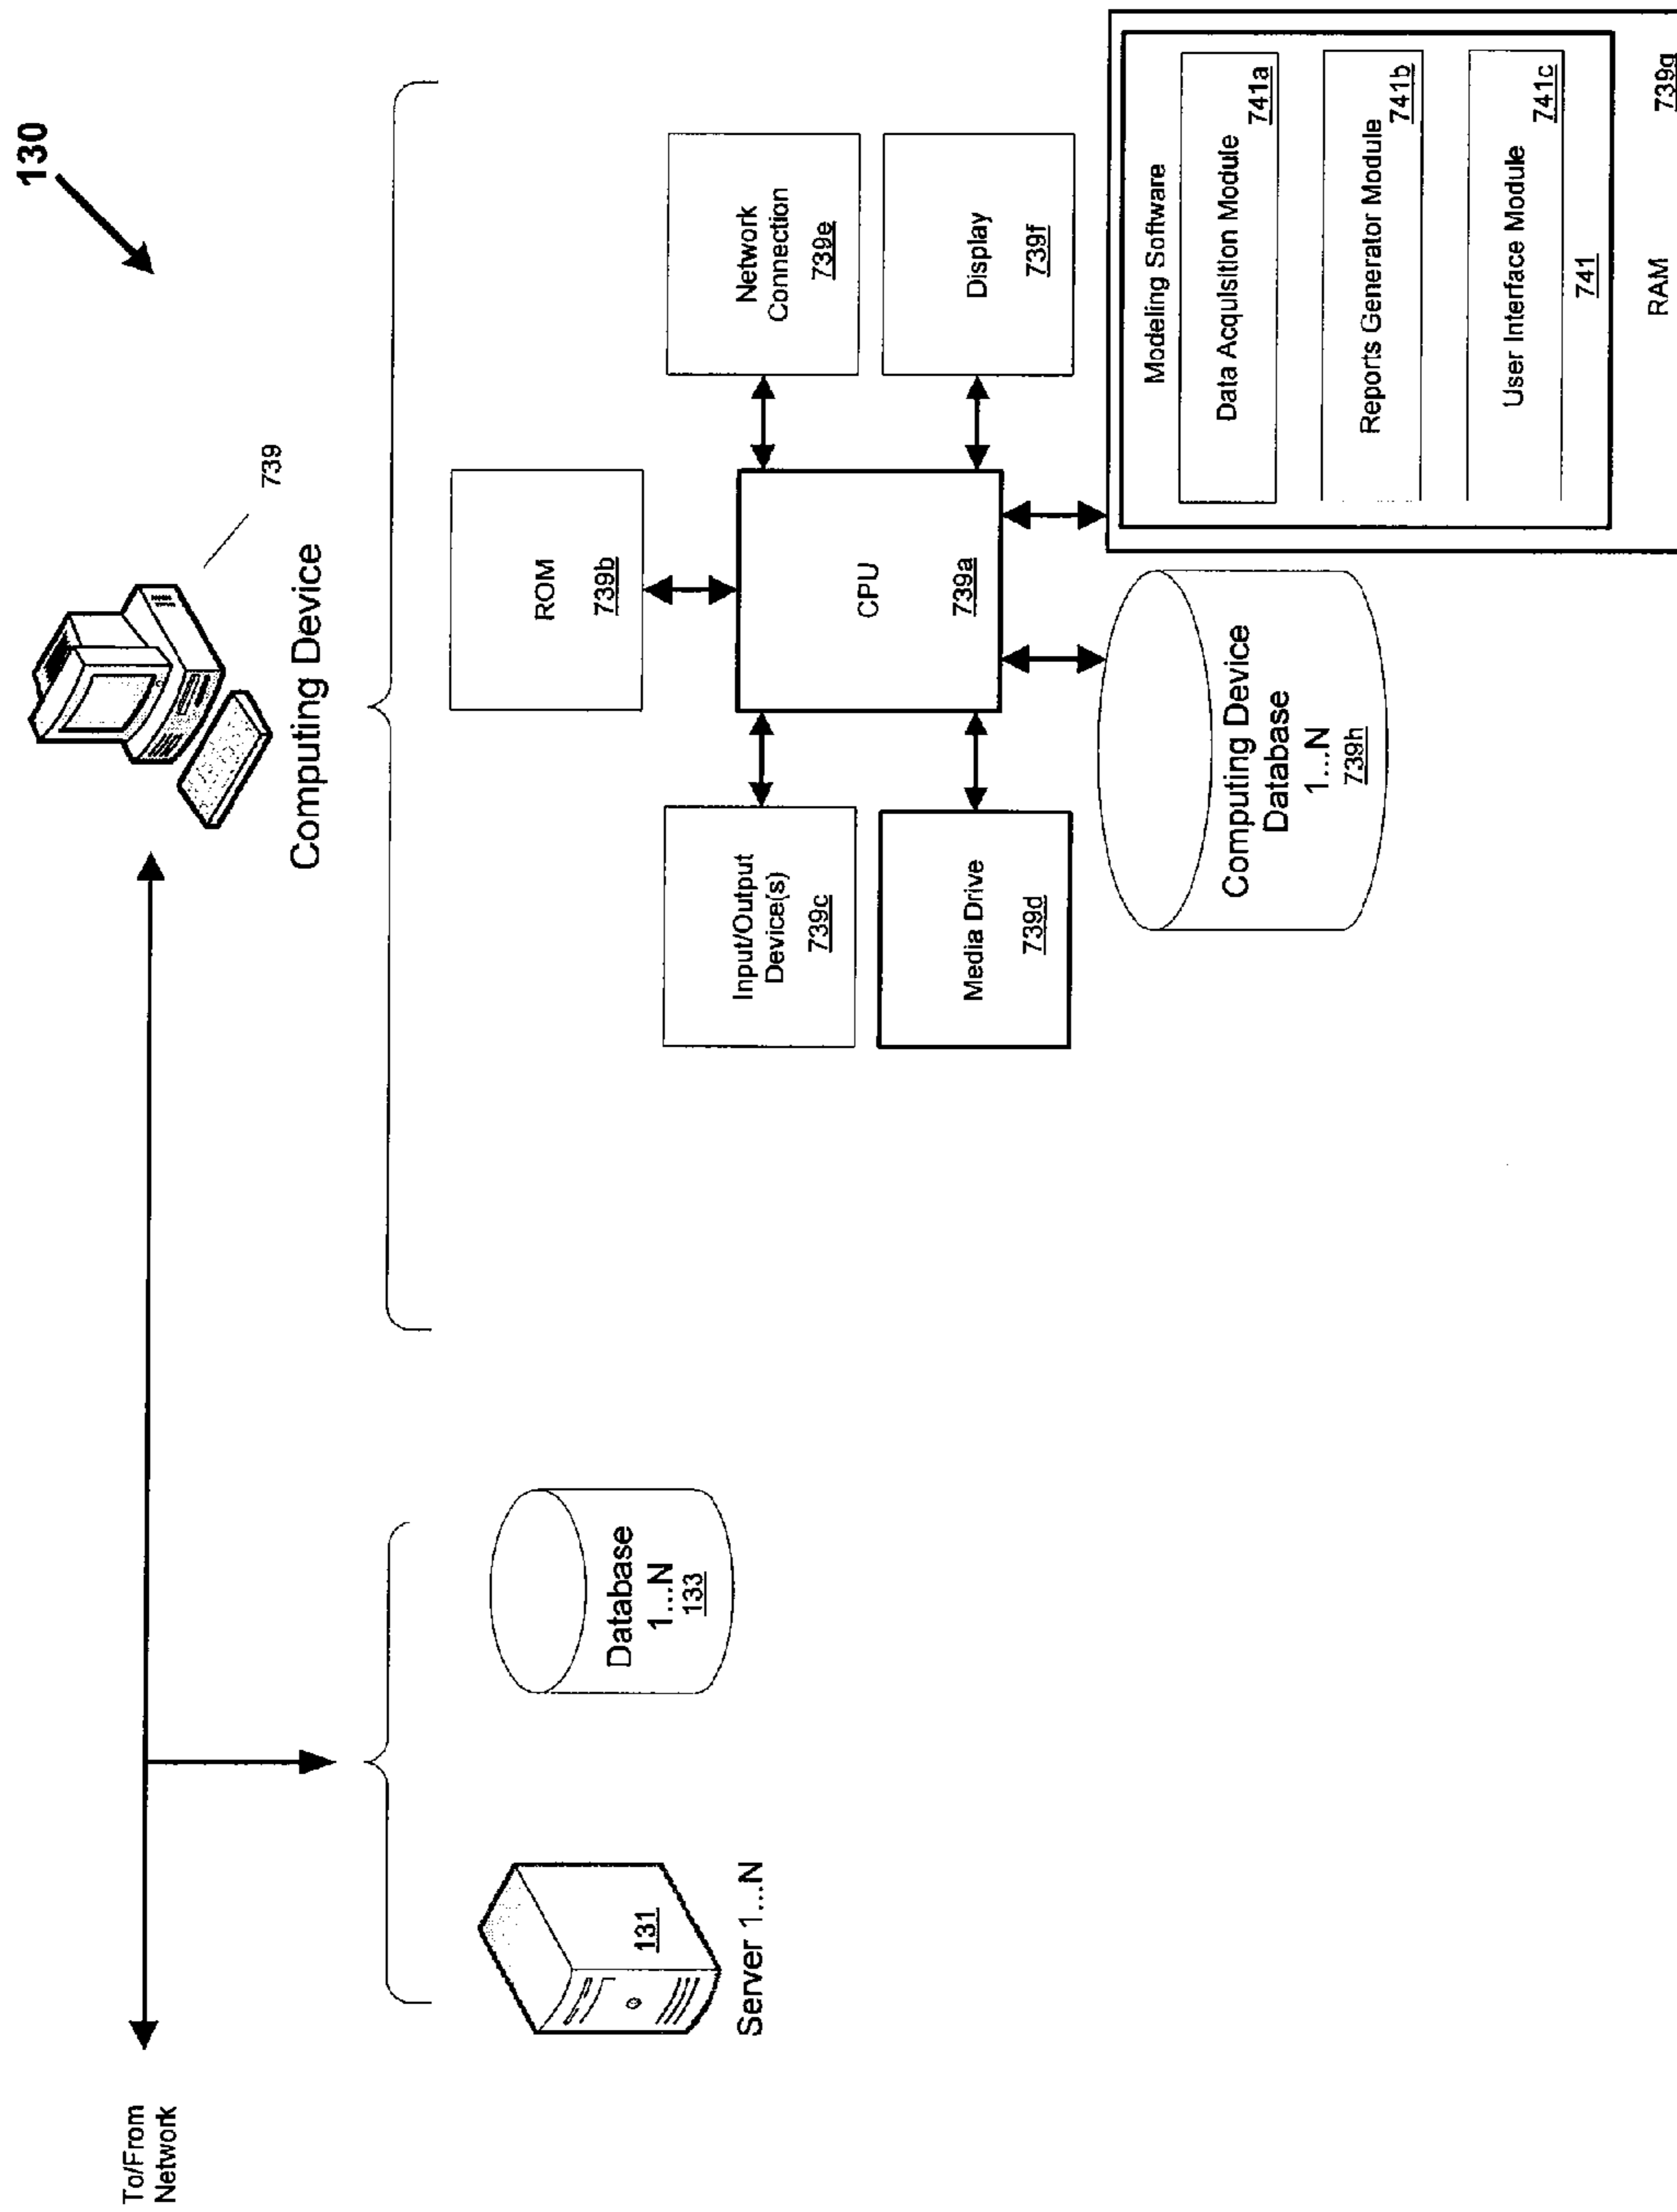 130
To/From
Network
739
Computing Device
131
Server 1...N
Database
1...N
133
ROM
739b
Input/Output
Device(s)
739c
Network
Connection
739e
CPU
739a
Media Drive
739d
Display
739f
Computing Device
Database
1...N
739h
Modeling Software
Data Acquisition Module
741a
Reports Generator Module
741b
User Interface Module
741c
741
RAM
739g